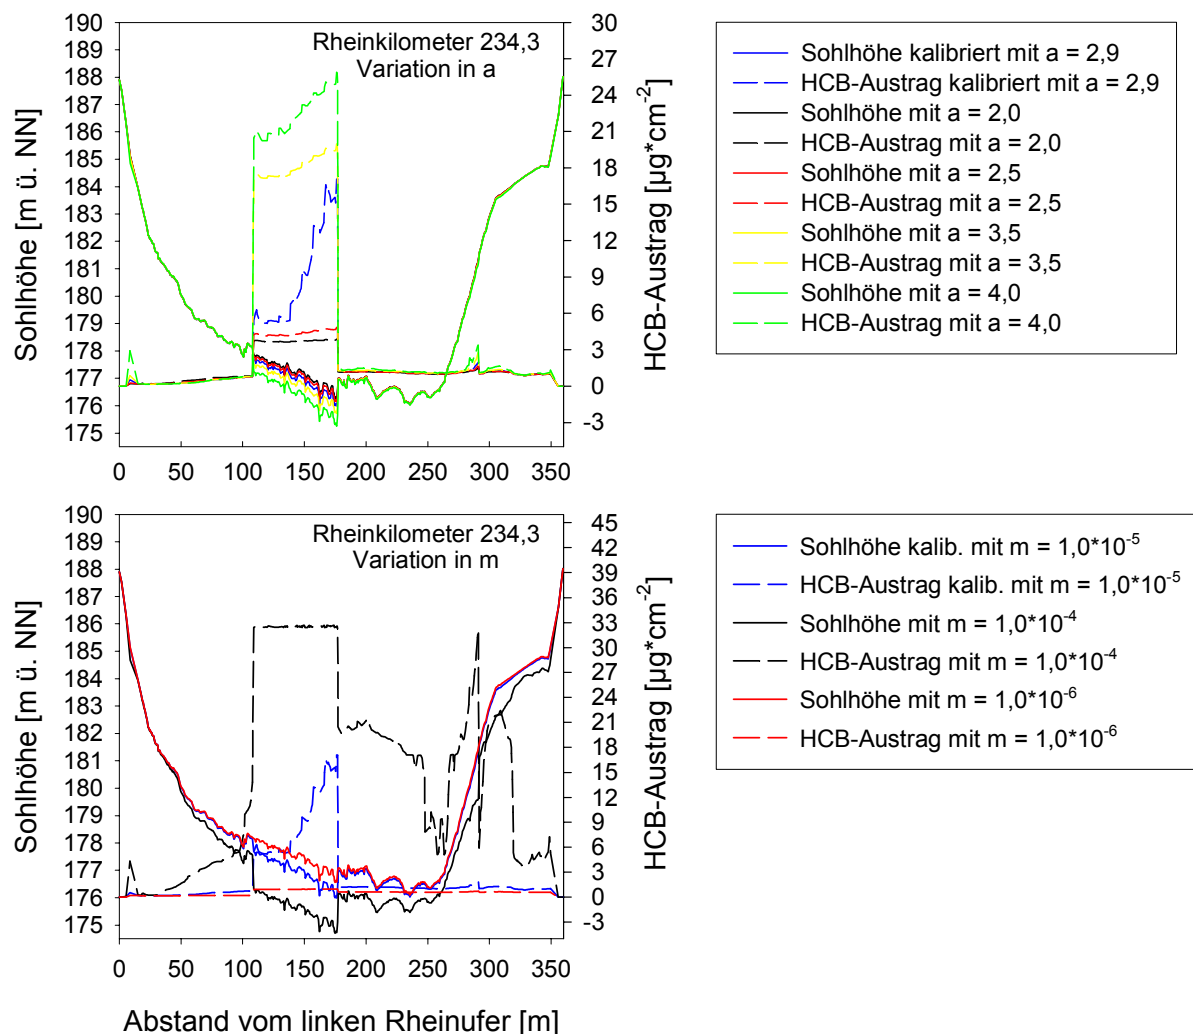 Rheinkilometer 234,3
Variation in a
Sohlhöhe [m ü. NN]
190
189
188
187
186
185
184
183
182
181
180
179
178
177
176
175
0 50 100 150 200 250 300 350
HCB-Austrag [µg*cm-2]
30
27
24
21
18
15
12
9
6
3
0
-3
Sohlhöhe kalibriert mit a = 2,9
HCB-Austrag kalibriert mit a = 2,9
Sohlhöhe mit a = 2,0
HCB-Austrag mit a = 2,0
Sohlhöhe mit a = 2,5
HCB-Austrag mit a = 2,5
Sohlhöhe mit a = 3,5
HCB-Austrag mit a = 3,5
Sohlhöhe mit a = 4,0
HCB-Austrag mit a = 4,0
Rheinkilometer 234,3
Variation in m
Sohlhöhe [m ü. NN]
190
189
188
187
186
185
184
183
182
181
180
179
178
177
176
175
0 50 100 150 200 250 300 350
HCB-Austrag [µg*cm-2]
45
42
39
36
33
30
27
24
21
18
15
12
9
6
3
0
-3
Sohlhöhe kalib. mit m = 1,0*10-5
HCB-Austrag kalib. mit m = 1,0*10-5
Sohlhöhe mit m = 1,0*10-4
HCB-Austrag mit m = 1,0*10-4
Sohlhöhe mit m = 1,0*10-6
HCB-Austrag mit m = 1,0*10-6
Abstand vom linken Rheinufer [m]